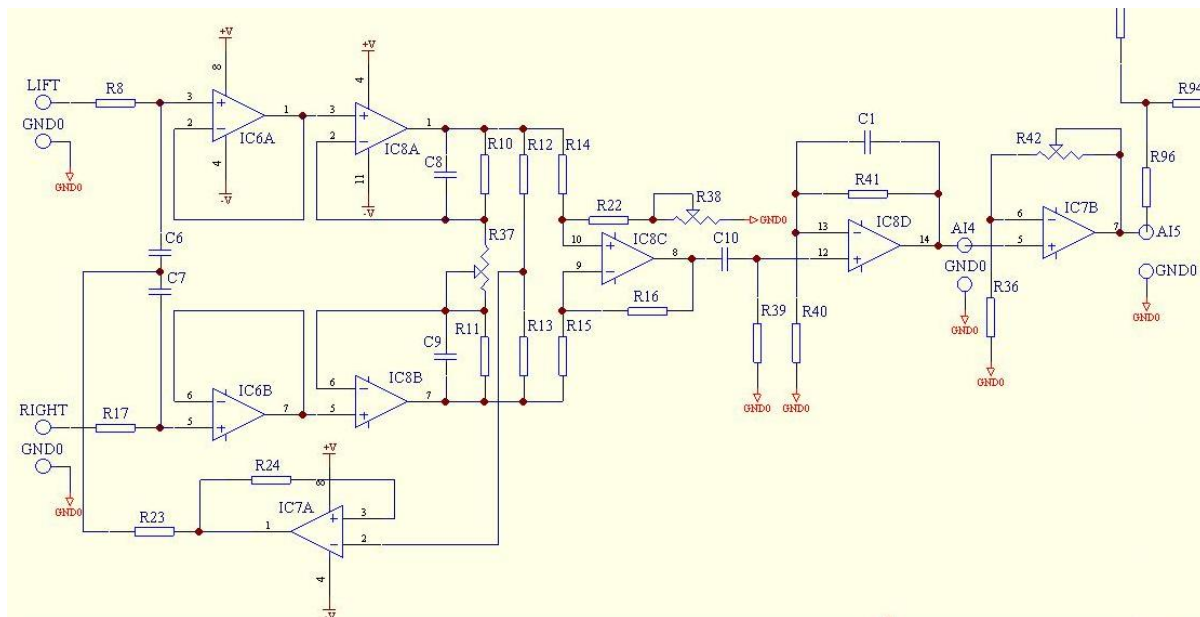 +V
+V
8
4
LIFT
R8
3
1
3
1
R94
2
IC6A
2
IC8A
GND0
4
11
GND0
-V
-V
C8
R10
R12
R14
C1
R42
R96
R41
R22
R38
GND0
C6
R37
10
IC8C
8
C10
13
IC8D
14
AI4
6
IC7B
7
AI5
9
12
5
C7
GND0
GND0
R16
R36
R11
R13
R15
R39
R40
GND0
GND0
C9
6
IC6B
6
IC8B
7
GND0
GND0
GND0
RIGHT
R17
5
7
5
GND0
+V
R24
8
GND0
IC7A
3
R23
1
2
4
-V